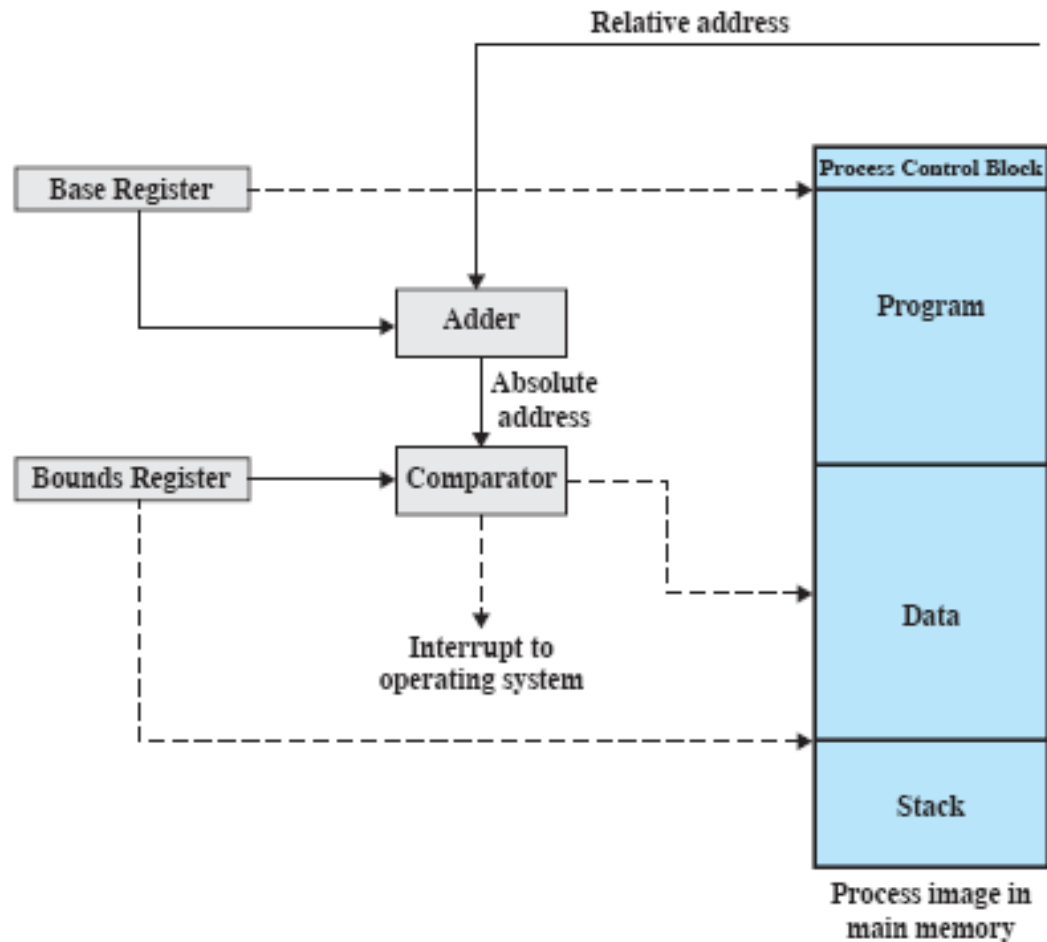 Relative address
Process Control Block
Base Register
Program
Adder
Absolute
address
Bounds Register
Comparator
Data
Interrupt to
operating system
Stack
Process image in
main memory